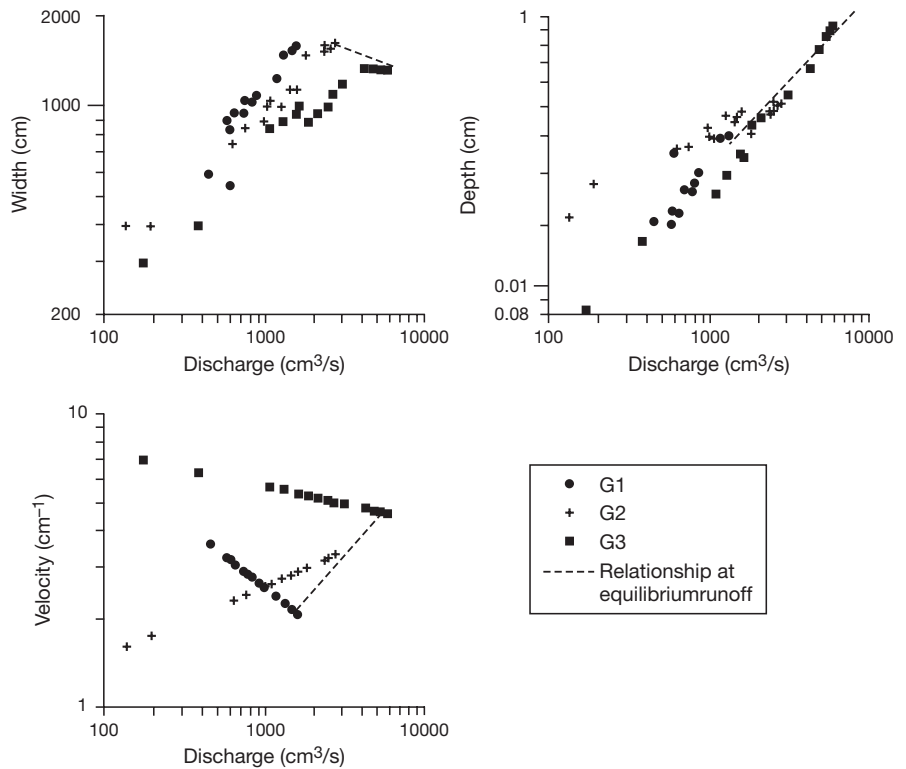 2000
1000
200
Width (cm)
100
1000
10000
Discharge (cm³/s)
1
0.01
0.08
Depth (cm)
100
1000
10000
Discharge (cm³/s)
10
1
Velocity (cm⁻¹)
100
1000
10000
Discharge (cm³/s)
G1
G2
G3
Relationship at
equilibriumrunoff